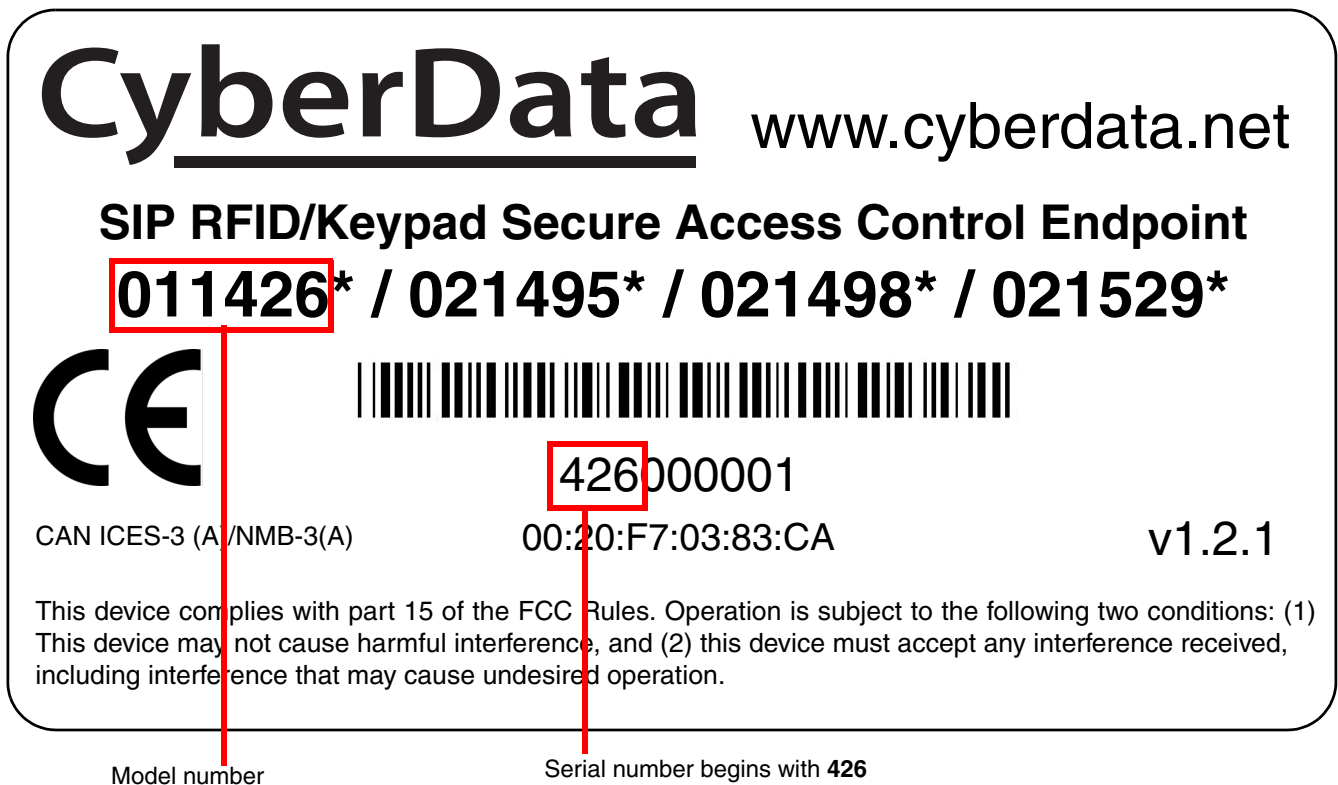 CyberData www.cyberdata.net
SIP RFID/Keypad Secure Access Control Endpoint
011426* / 021495* / 021498* / 021529*
CE
426000001
CAN ICES-3 (A)/NMB-3(A) 00:20:F7:03:83:CA v1.2.1
This device complies with part 15 of the FCC Rules. Operation is subject to the following two conditions: (1)
This device may not cause harmful interference, and (2) this device must accept any interference received,
including interference that may cause undesired operation.
Model number Serial number begins with 426